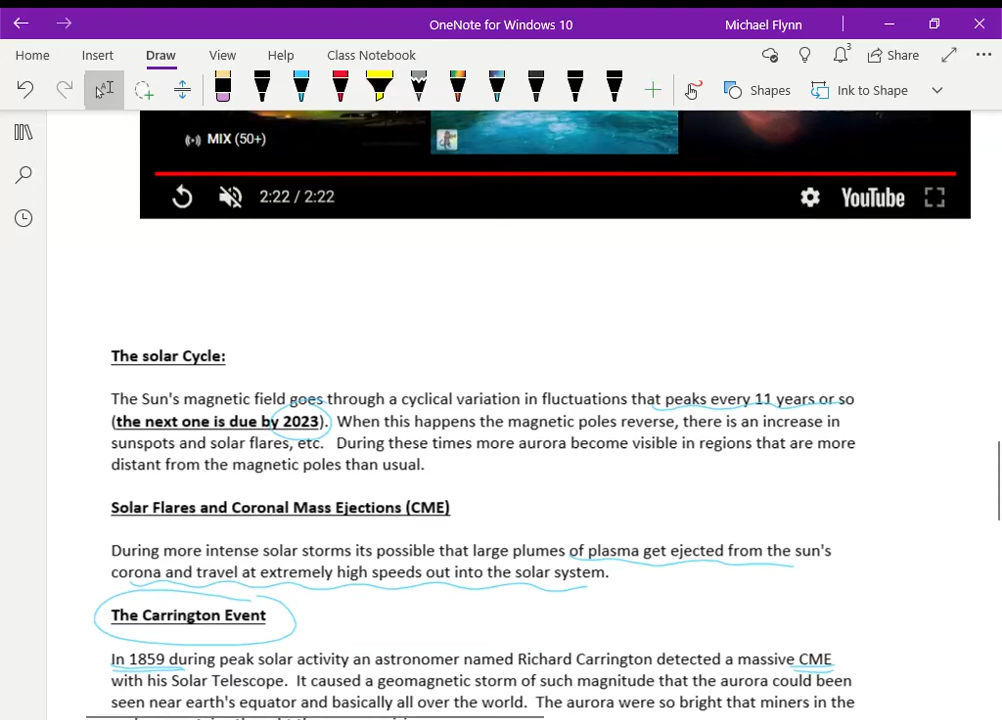 OneNote for Windows 10
Michael Flynn
Home Insert Draw View Help Class Notebook
3
Share
Shapes
Ink to Shape
MIX (50+)
2:22 / 2:22
YouTube
The solar Cycle:
The Sun's magnetic field goes through a cyclical variation in fluctuations that peaks every 11 years or so
(the next one is due by 2023). When this happens the magnetic poles reverse, there is an increase in
sunspots and solar flares, etc. During these times more aurora become visible in regions that are more
distant from the magnetic poles than usual.
Solar Flares and Coronal Mass Ejections (CME)
During more intense solar storms its possible that large plumes of plasma get ejected from the sun's
corona and travel at extremely high speeds out into the solar system.
The Carrington Event
In 1859 during peak solar activity an astronomer named Richard Carrington detected a massive CME
with his Solar Telescope. It caused a geomagnetic storm of such magnitude that the aurora could been
seen near earth's equator and basically all over the world. The aurora were so bright that miners in the